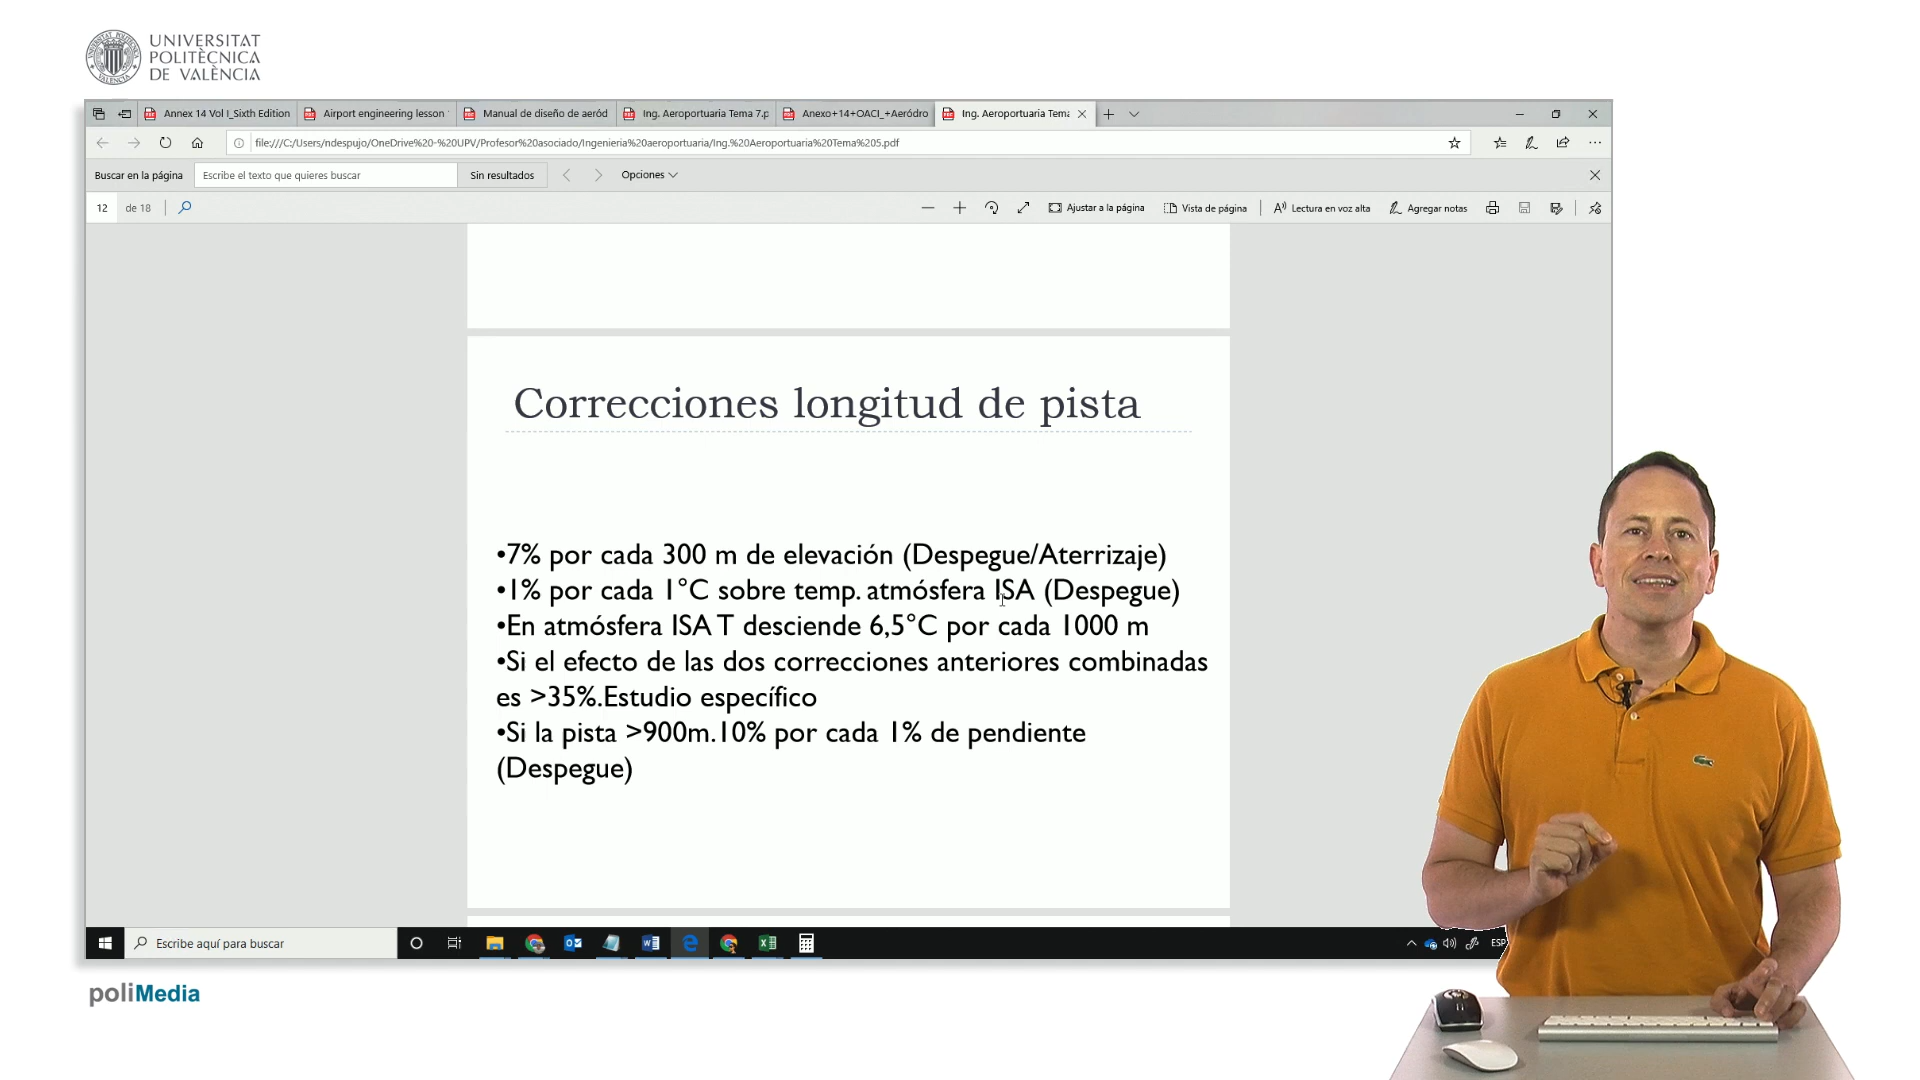 UNIVERSITAT
POLITÈCNICA
DE VALÈNCIA
Annex 14 Vol I_Sixth Edition
Airport engineering lesson
Manual de diseño de aeród
Ing. Aeroportuaria Tema 7.p
Anexo+14+OACI_+Aeródro
Ing. Aeroportuaria Tema
file:///C:/Users/ndespujo/OneDrive%20-%20UPV/Profesor%20asociado/Ingenieria%20aeroportuaria/Ing.%20Aeroportuaria%20Tema%205.pdf
Buscar en la página
Escribe el texto que quieres buscar
Sin resultados
Opciones
12
de 18
Ajustar a la página
Vista de página
Lectura en voz alta
Agregar notas
Correcciones longitud de pista
•7% por cada 300 m de elevación (Despegue/Aterrizaje)
•1% por cada 1°C sobre temp. atmósfera ISA (Despegue)
•En atmósfera ISA T desciende 6,5°C por cada 1000 m
•Si el efecto de las dos correcciones anteriores combinadas
es >35%.Estudio específico
•Si la pista >900m.10% por cada 1% de pendiente
(Despegue)
Escribe aquí para buscar
ESP
poliMedia